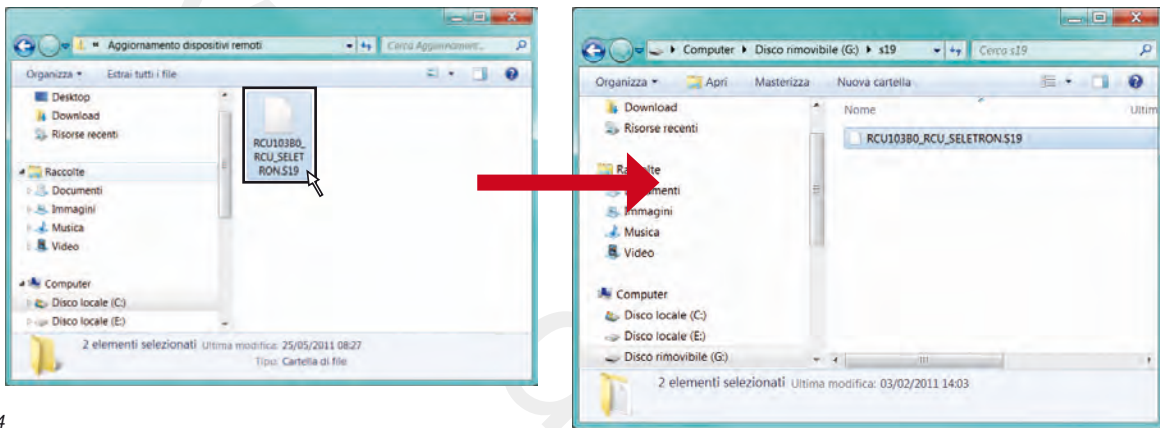 Aggiornamento dispositivi remoti
Cerca Aggiornament...
Organizza
Estrai tutti i file
Desktop
Download
Risorse recenti
Raccolte
Documenti
Immagini
Musica
Video
Computer
Disco locale (C:)
Disco locale (E:)
RCU103B0_
RCU_SELET
RON.S19
2 elementi selezionati Ultima modifica: 25/05/2011 08:27
Tipo: Cartella di file
Computer Disco rimovibile (G:) s19
Cerca s19
Organizza Apri Masterizza Nuova cartella
Download
Risorse recenti
Musica
Immagini
Video
Computer
Disco locale (C:)
Disco locale (E:)
Disco rimovibile (G:)
Nome Ultim
RCU103B0_RCU_SELETRON.S19
2 elementi selezionati Ultima modifica: 03/02/2011 14:03
4